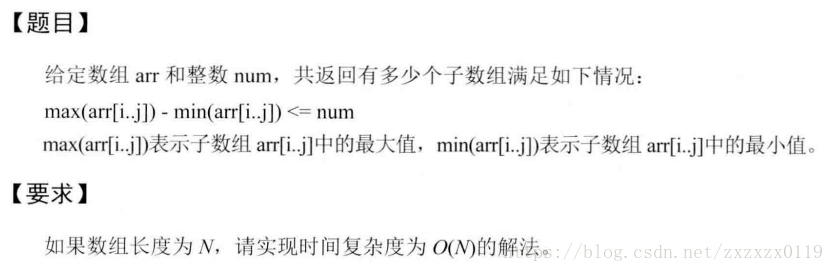 【题目】
给定数组 arr 和整数 num，共返回有多少个子数组满足如下情况：
max(arr[i..j]) - min(arr[i..j]) <= num
max(arr[i..j])表示子数组 arr[i..j]中的最大值，min(arr[i..j])表示子数组 arr[i..j]中的最小值。
【要求】
如果数组长度为 N，请实现时间复杂度为 O(N)的解法。
https://blog.csdn.net/zxzxzx0119